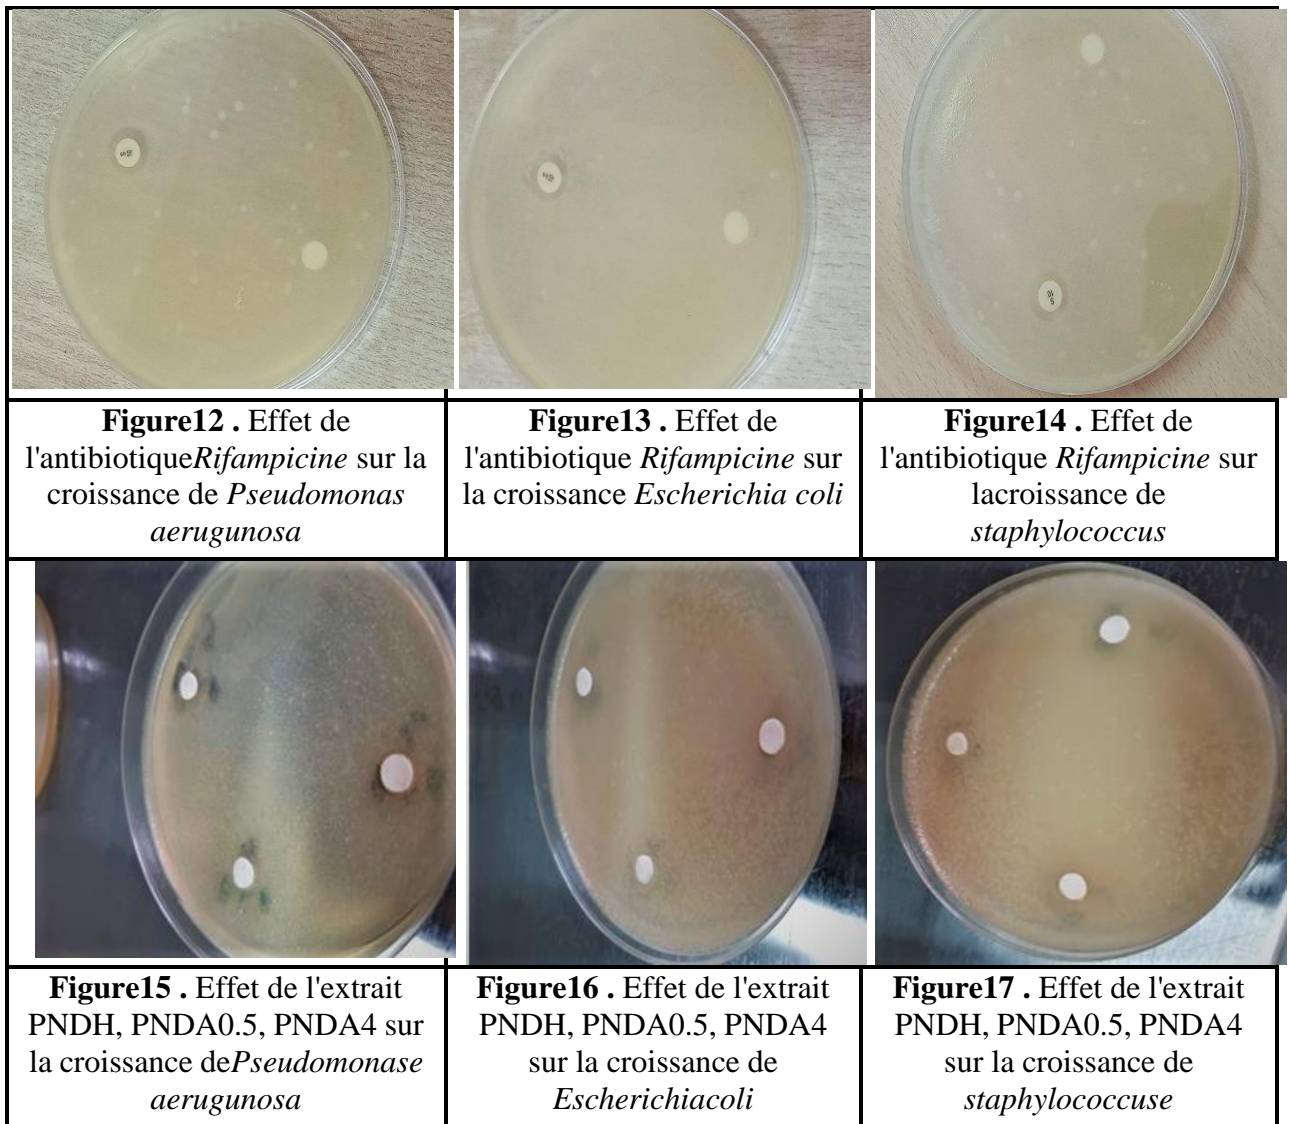 Figure12 . Effet de
l'antibiotiqueRifampicine sur la
croissance de Pseudomonas
aerugunosa
Figure13 . Effet de
l'antibiotique Rifampicine sur
la croissance Escherichia coli
Figure14 . Effet de
l'antibiotique Rifampicine sur
lacroissance de
staphylococcus
Figure15 . Effet de l'extrait
PNDH, PNDA0.5, PNDA4 sur
la croissance dePseudomonase
aerugunosa
Figure16 . Effet de l'extrait
PNDH, PNDA0.5, PNDA4
sur la croissance de
Escherichiacoli
Figure17 . Effet de l'extrait
PNDH, PNDA0.5, PNDA4
sur la croissance de
staphylococcuse